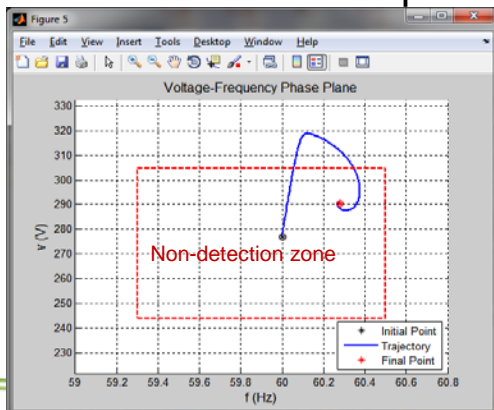 Figure 5
File Edit View Insert Tools Desktop Window Help
Voltage-Frequency Phase Plane
330
320
310
300
290
280
270
260
250
240
230
v (V)
Non-detection zone
Initial Point
Trajectory
Final Point
59 59.2 59.4 59.6 59.8 60 60.2 60.4 60.6 60.8
f (Hz)